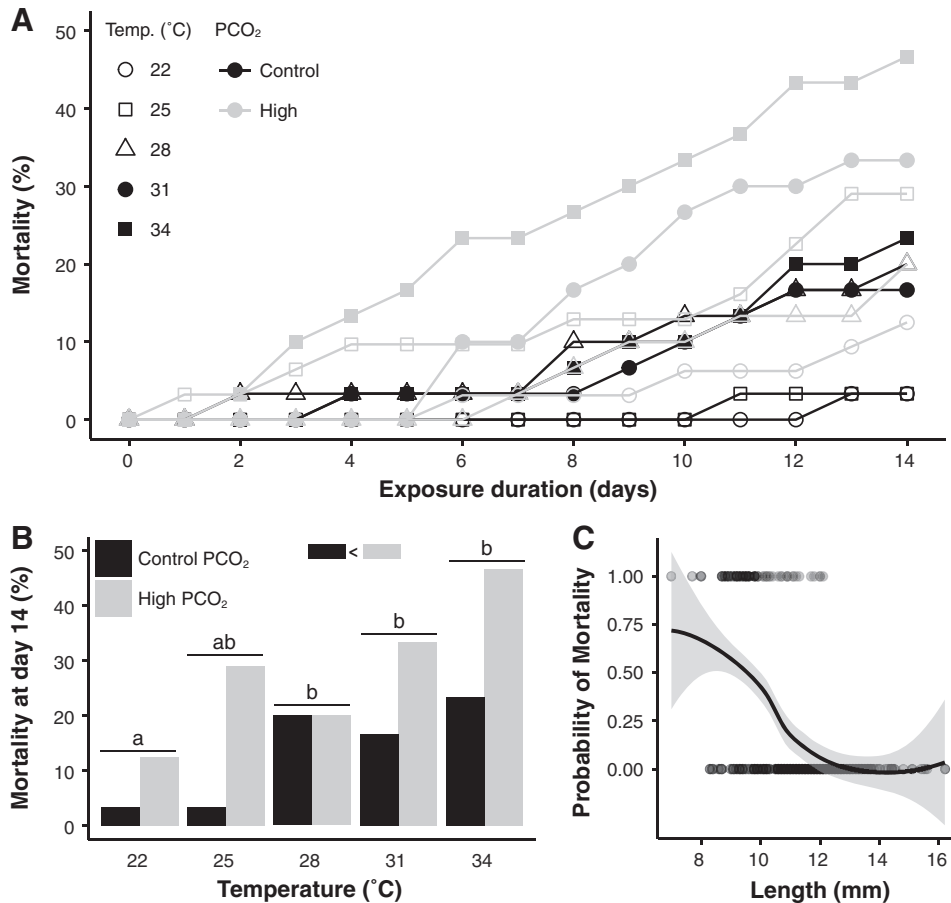 A
Temp. (˚C) PCO₂
22
25
28
31
34
Control
High
50
40
30
20
10
0
Mortality (%)
0 2 4 6 8 10 12 14
Exposure duration (days)
B
Control PCO₂
High PCO₂
<
a
ab
b
b
b
50
40
30
20
10
0
Mortality at day 14 (%)
22 25 28 31 34
Temperature (˚C)
C
1.00
0.75
0.50
0.25
0.00
Probability of Mortality
8 10 12 14 16
Length (mm)